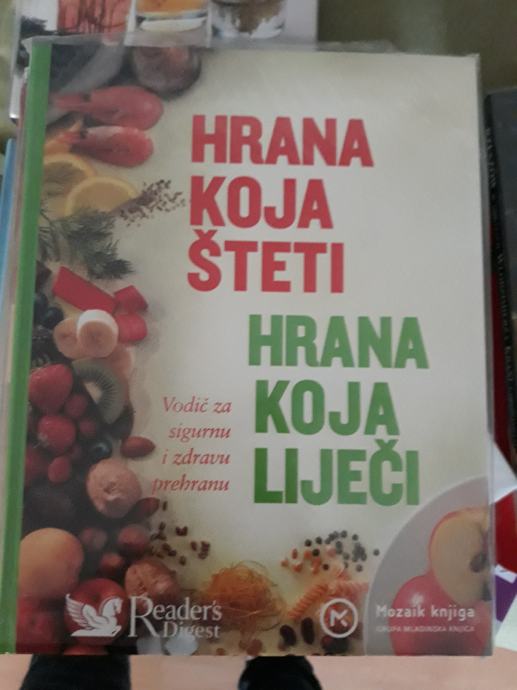 HRANA
KOJA
ŠTETI
HRANA
KOJA
LIJEČI
Vodič za
sigurnu
i zdravu
prehranu
Reader's
Digest
Mozaik knjiga
GRUPA MLADINSKA KNJIGA